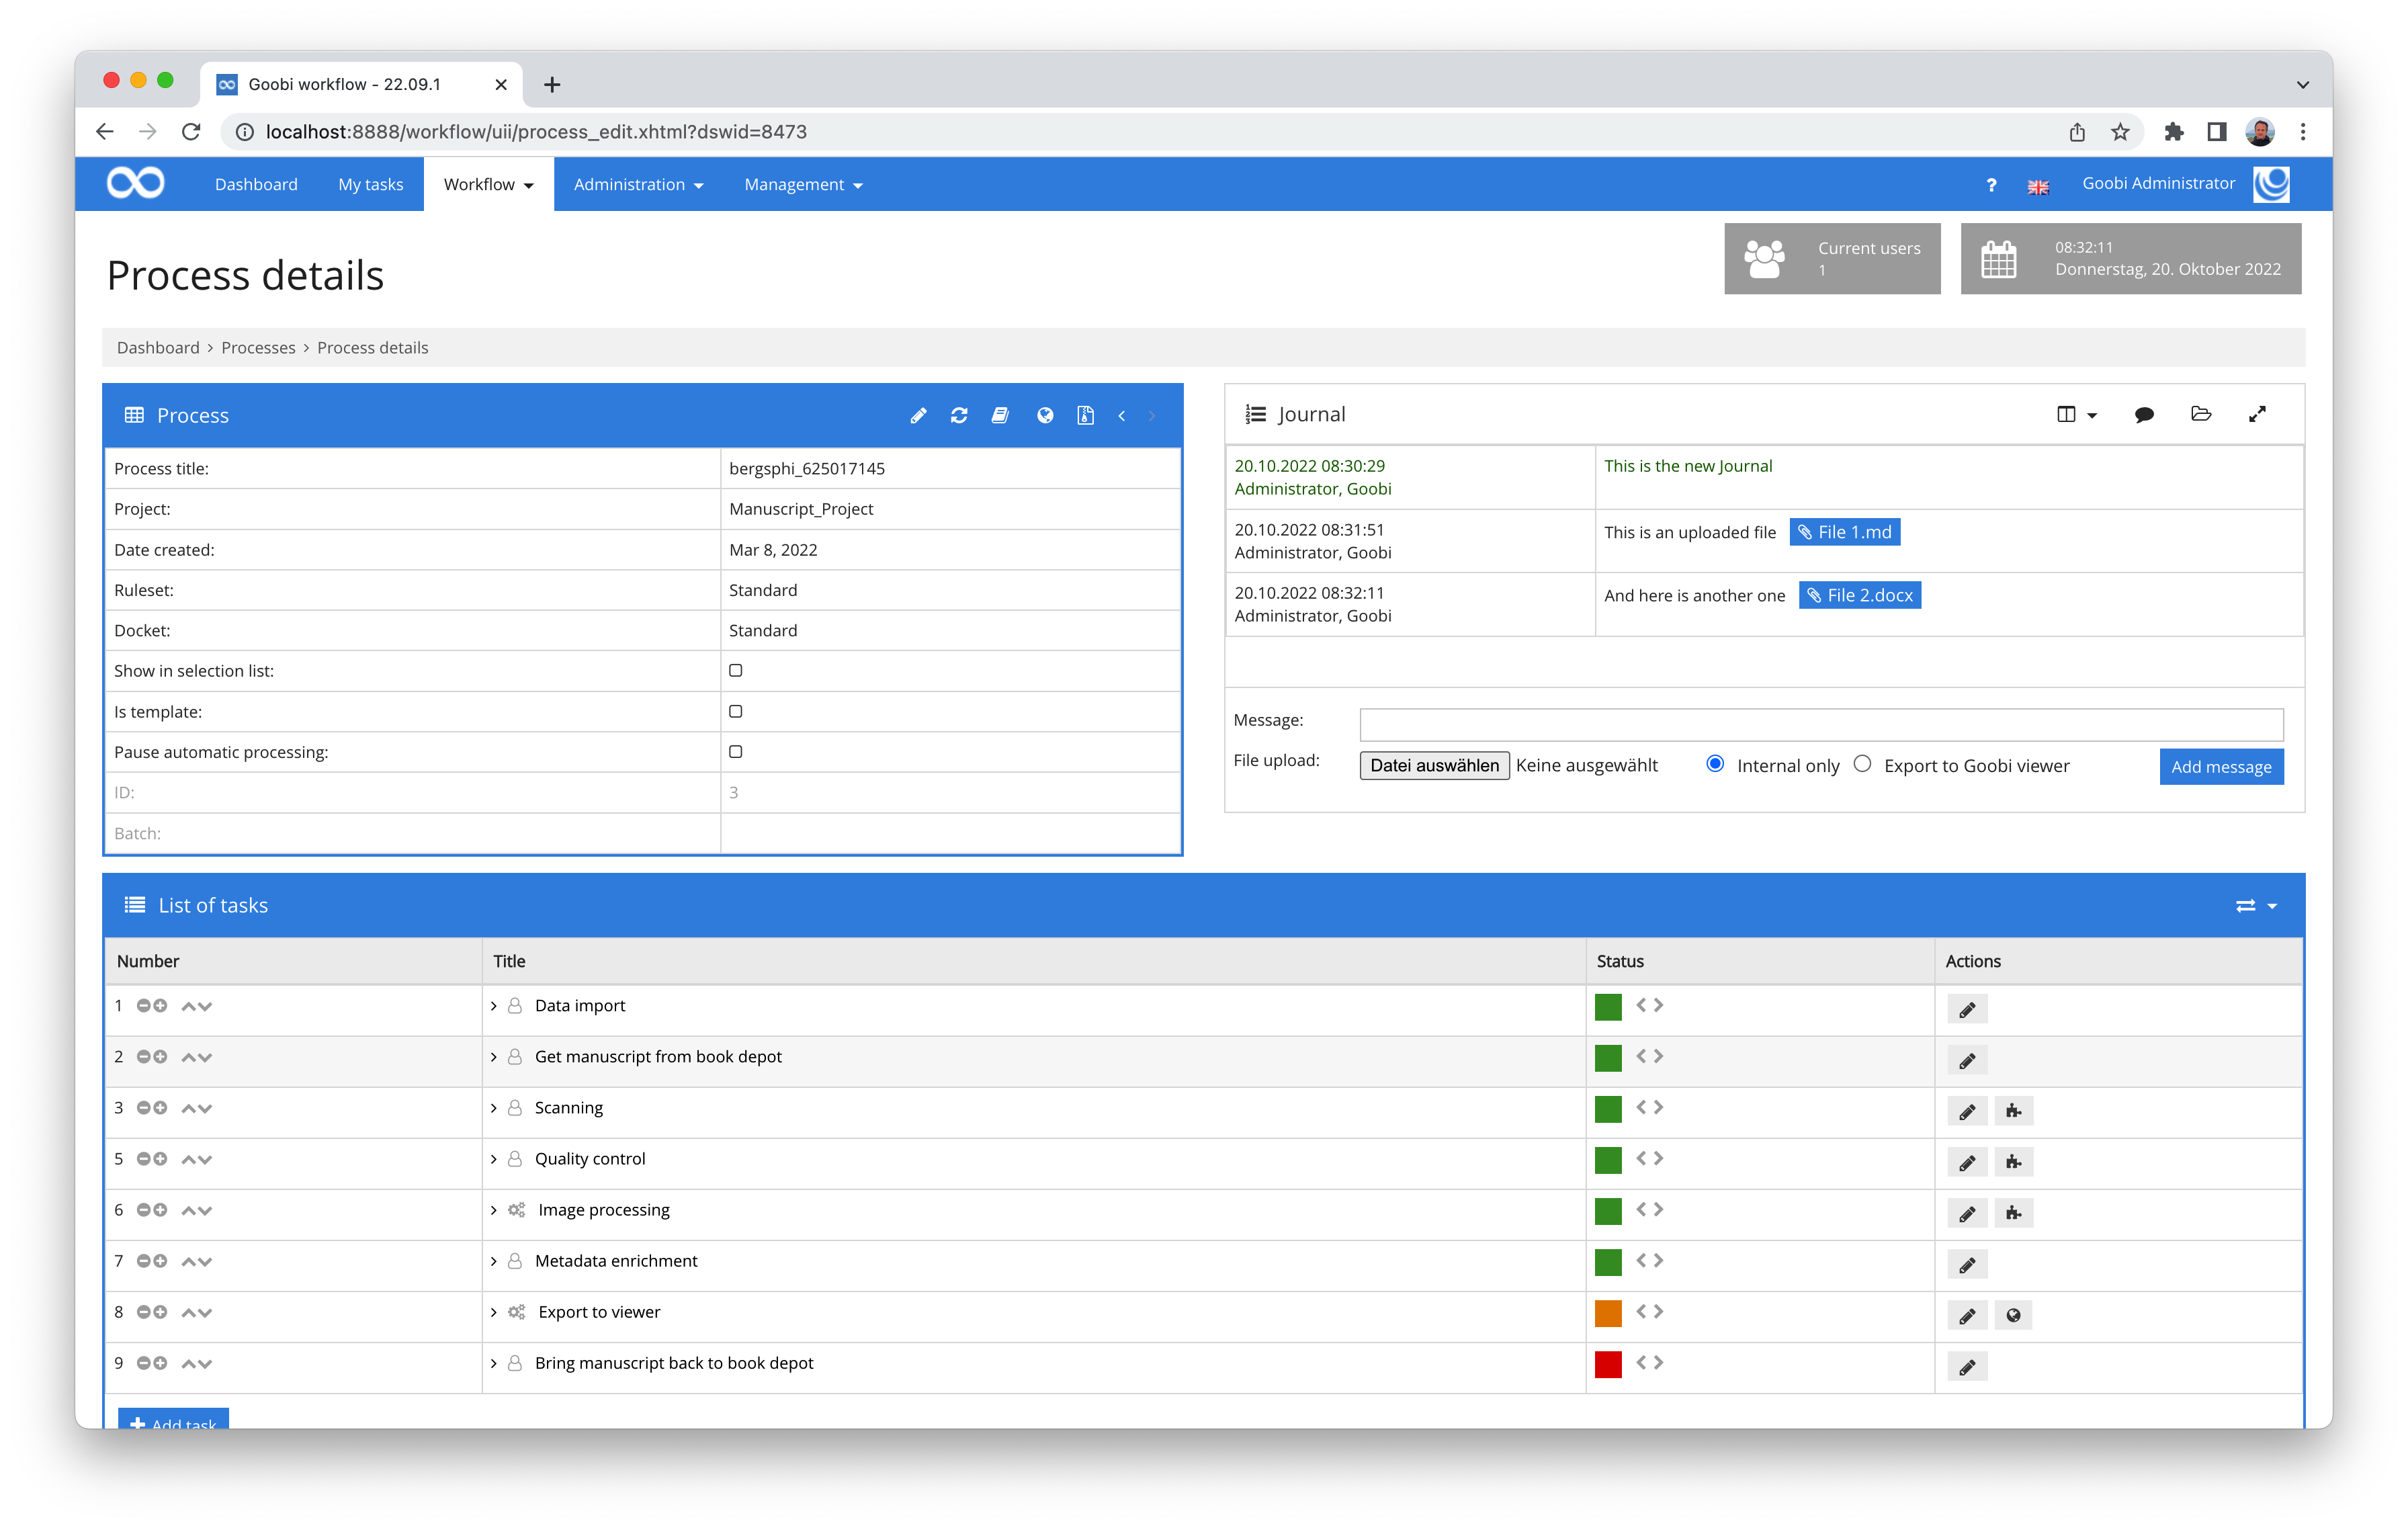 Goobi workflow - 22.09.1
localhost:8888/workflow/uii/process_edit.xhtml?dswid=8473
Dashboard My tasks Workflow Administration Management ? Goobi Administrator
Process details
Current users
1
08:32:11
Donnerstag, 20. Oktober 2022
Dashboard > Processes > Process details
Process
Process title: bergsphi_625017145
Project: Manuscript_Project
Date created: Mar 8, 2022
Ruleset: Standard
Docket: Standard
Show in selection list:
Is template:
Pause automatic processing:
ID: 3
Batch:
Journal
20.10.2022 08:30:29
Administrator, Goobi
This is the new Journal
20.10.2022 08:31:51
Administrator, Goobi
This is an uploaded file File 1.md
20.10.2022 08:32:11
Administrator, Goobi
And here is another one File 2.docx
Message:
File upload: Datei auswählen Keine ausgewählt Internal only Export to Goobi viewer Add message
List of tasks
Number Title Status Actions
1 Data import
2 Get manuscript from book depot
3 Scanning
5 Quality control
6 Image processing
7 Metadata enrichment
8 Export to viewer
9 Bring manuscript back to book depot
Add task